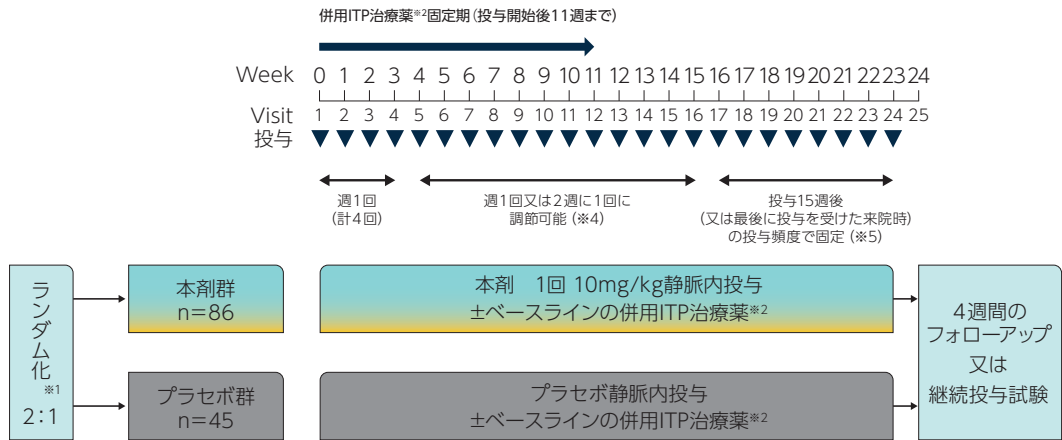 併用ITP治療薬※2固定期(投与開始後11週まで)
Week 0 1 2 3 4 5 6 7 8 9 10 11 12 13 14 15 16 17 18 19 20 21 22 23 24
Visit 1 2 3 4 5 6 7 8 9 10 11 12 13 14 15 16 17 18 19 20 21 22 23 24 25
投与
週1回
(計4回)
週1回又は2週に1回に
調節可能(※4)
投与15週後
(又は最後に投与を受けた来院時)
の投与頻度で固定(※5)
ランダム化
※1
2:1
本剤群
n=86
本剤 1回 10mg/kg静脈内投与
±ベースラインの併用ITP治療薬※2
プラセボ群
n=45
プラセボ静脈内投与
±ベースラインの併用ITP治療薬※2
4週間の
フォローアップ
又は
継続投与試験